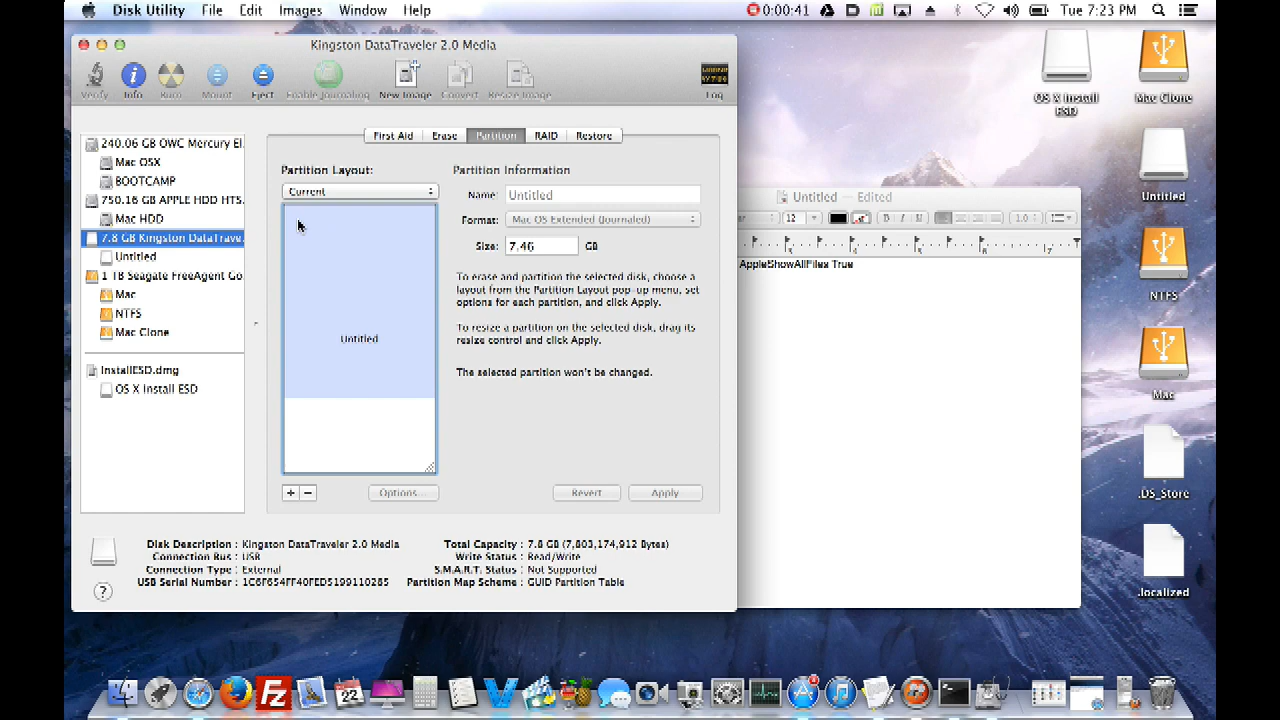 Disk Utility File Edit Images Window Help 0:00:41 Tue 7:23 PM
Kingston DataTraveler 2.0 Media
Verify Info Burn Mount Eject Enable Journaling New Image Convert Resize Image Log
First Aid Erase Partition RAID Restore
240.06 GB OWC Mercury El
Mac OSX
BOOTCAMP
750.16 GB APPLE HDD HTS
Mac HDD
7.8 GB Kingston DataTrave
Untitled
1 TB Seagate FreeAgent Go
Mac
NTFS
Mac Clone
InstallESD.dmg
OS X Install ESD
Partition Layout:
Current
Untitled
Options...
Partition Information
Name: Untitled
Format: Mac OS Extended (Journaled)
Size: 7.46 GB
To erase and partition the selected disk, choose a
layout from the Partition Layout pop-up menu, set
options for each partition, and click Apply.
To resize a partition on the selected disk, drag its
resize control and click Apply.
The selected partition won't be changed.
Revert Apply
Disk Description : Kingston DataTraveler 2.0 Media
Connection Bus : USB
Connection Type : External
USB Serial Number : 1C6F654FF40FED5199110285
Total Capacity : 7.8 GB (7,803,174,912 Bytes)
Write Status : Read/Write
S.M.A.R.T. Status : Not Supported
Partition Map Scheme : GUID Partition Table
Untitled — Edited
12 1.0
3 4 5 6 7
AppleShowAllFiles True
OS X Install
ESD
Mac Clone
Untitled
NTFS
Mac
.DS_Store
.localized